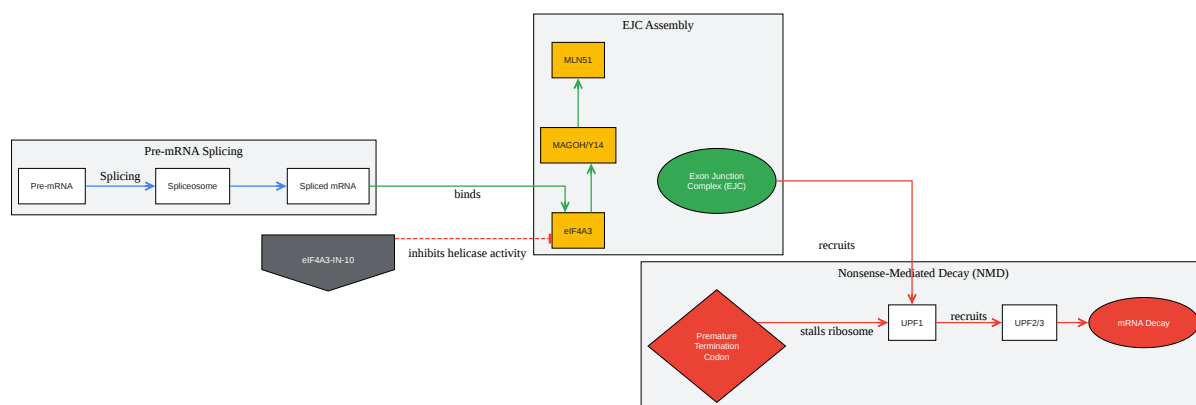 EJC Assembly
MLN51
MAGOH/Y14
Exon Junction
Complex (EJC)
eIF4A3
Pre-mRNA Splicing
Pre-mRNA
Splicing
Spliceosome
Spliced mRNA
binds
eIF4A3-IN-10
inhibits helicase activity
recruits
Nonsense-Mediated Decay (NMD)
Premature
Termination
Codon
stalls ribosome
UPF1
recruits
UPF2/3
mRNA Decay